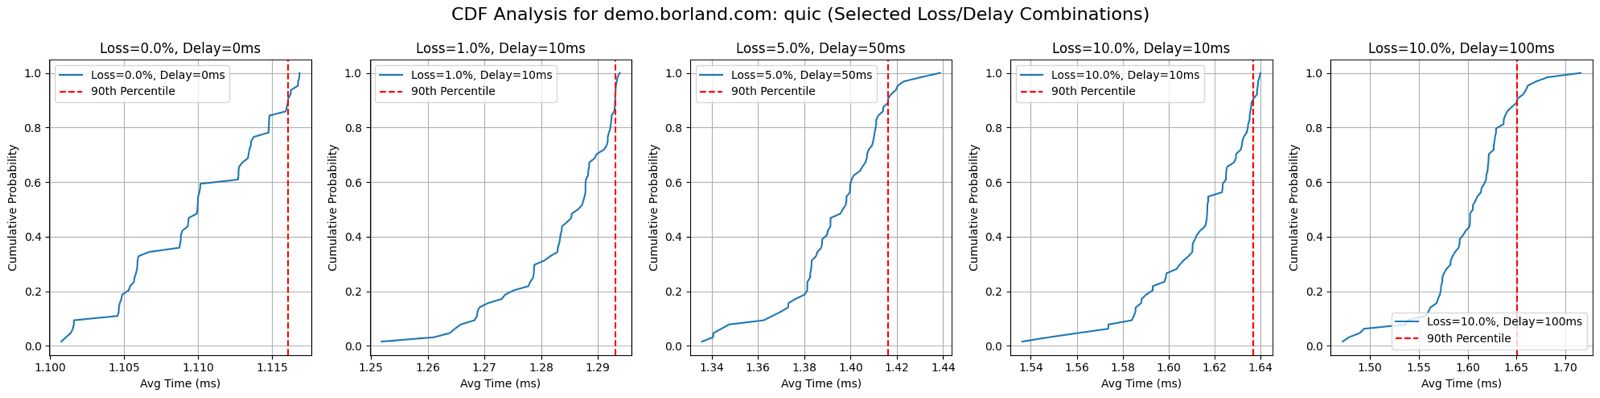 CDF Analysis for demo.borland.com: quic (Selected Loss/Delay Combinations)
Loss=0.0%, Delay=0ms
Loss=0.0%, Delay=0ms
90th Percentile
Cumulative Probability
1.0
0.8
0.6
0.4
0.2
0.0
1.100 1.105 1.110 1.115
Avg Time (ms)
Loss=1.0%, Delay=10ms
Loss=1.0%, Delay=10ms
90th Percentile
Cumulative Probability
1.0
0.8
0.6
0.4
0.2
0.0
1.25 1.26 1.27 1.28 1.29
Avg Time (ms)
Loss=5.0%, Delay=50ms
Loss=5.0%, Delay=50ms
90th Percentile
Cumulative Probability
1.0
0.8
0.6
0.4
0.2
0.0
1.34 1.36 1.38 1.40 1.42 1.44
Avg Time (ms)
Loss=10.0%, Delay=10ms
Loss=10.0%, Delay=10ms
90th Percentile
Cumulative Probability
1.0
0.8
0.6
0.4
0.2
0.0
1.54 1.56 1.58 1.60 1.62 1.64
Avg Time (ms)
Loss=10.0%, Delay=100ms
Cumulative Probability
1.0
0.8
0.6
0.4
0.2
0.0
Loss=10.0%, Delay=100ms
90th Percentile
1.50 1.55 1.60 1.65 1.70
Avg Time (ms)